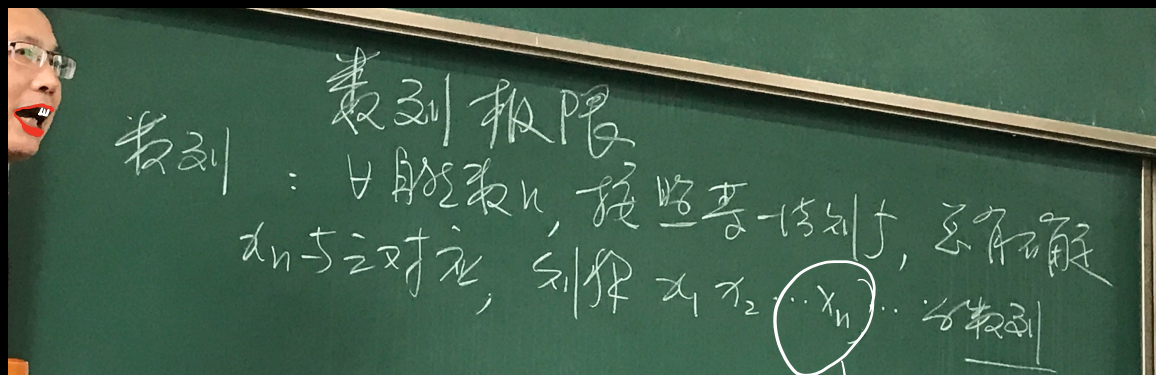 数列极限
数列：∀自然数n,按照某一法则f,总有确定
xn与之对应,则称 x1 x2 ⋯ xn ⋯ 为数列